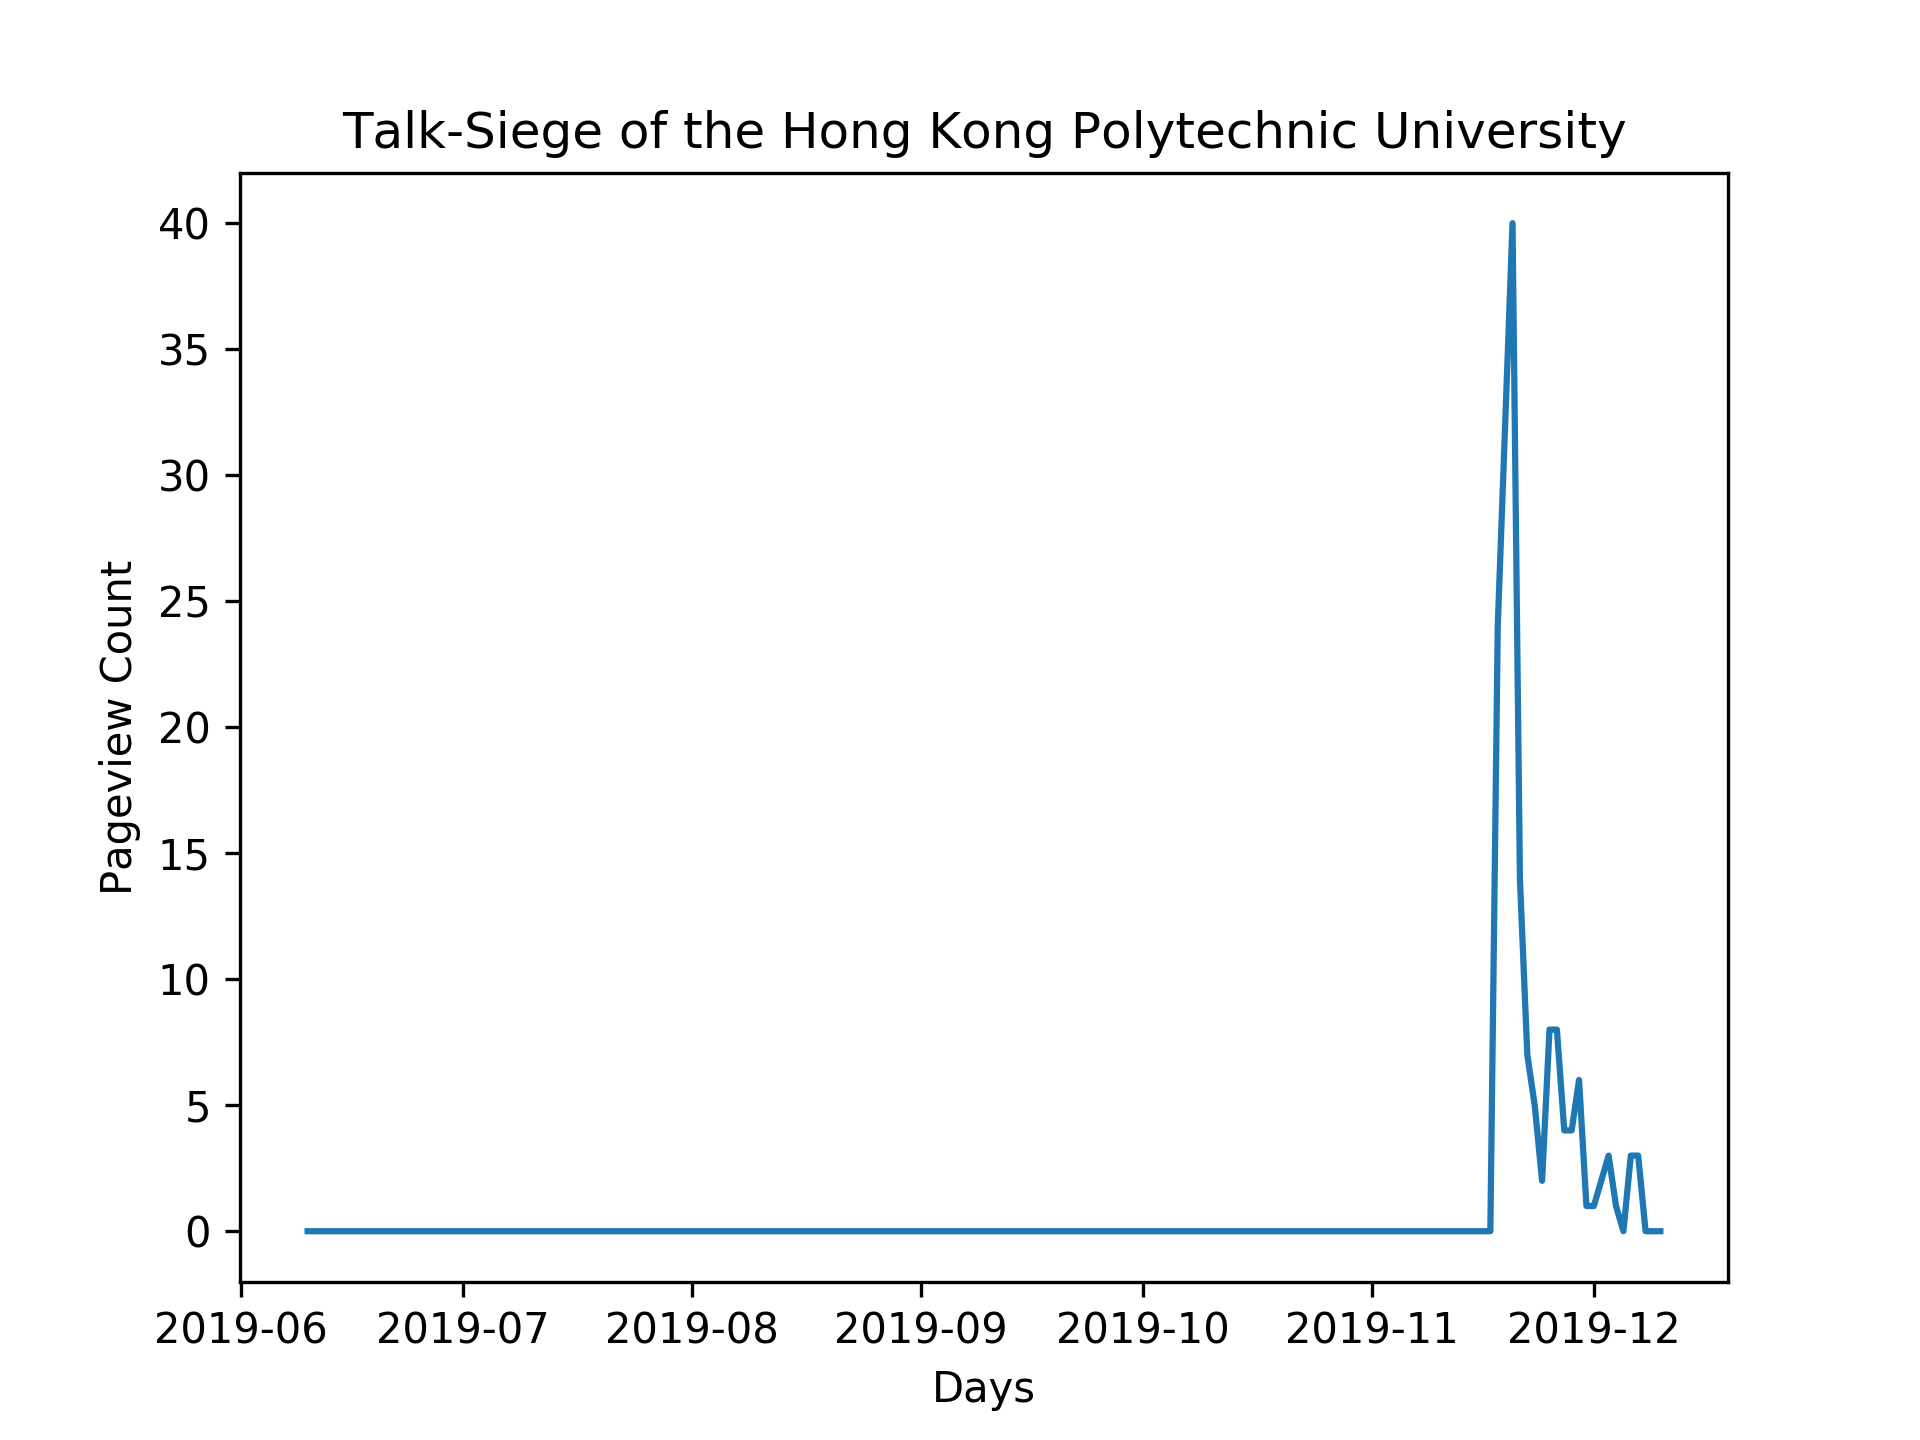 Talk-Siege of the Hong Kong Polytechnic University
40
35
30
25
20
15
10
5
0
Pageview Count
2019-06 2019-07 2019-08 2019-09 2019-10 2019-11 2019-12
Days